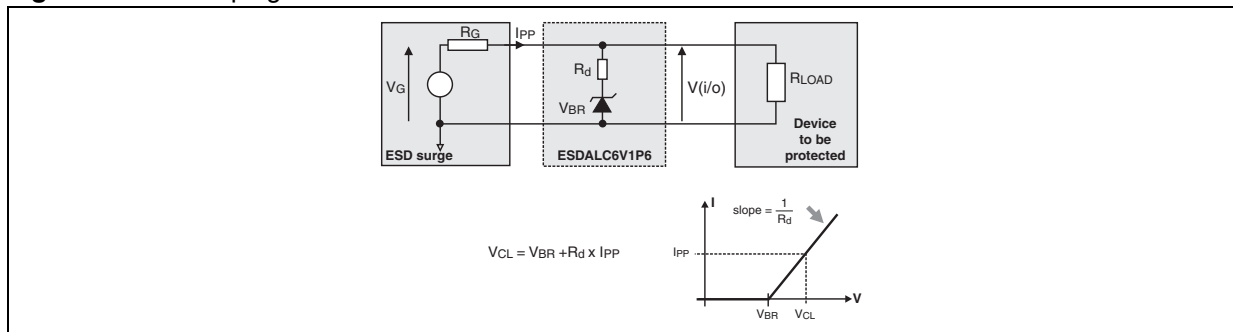 RG
IPP
Rd
VG
VBR
V(i/o)
RLOAD
Device
to be
protected
ESD surge
ESDALC6V1P6
I
slope = 1
Rd
VCL = VBR +Rd x IPP
IPP
V
VBR
VCL